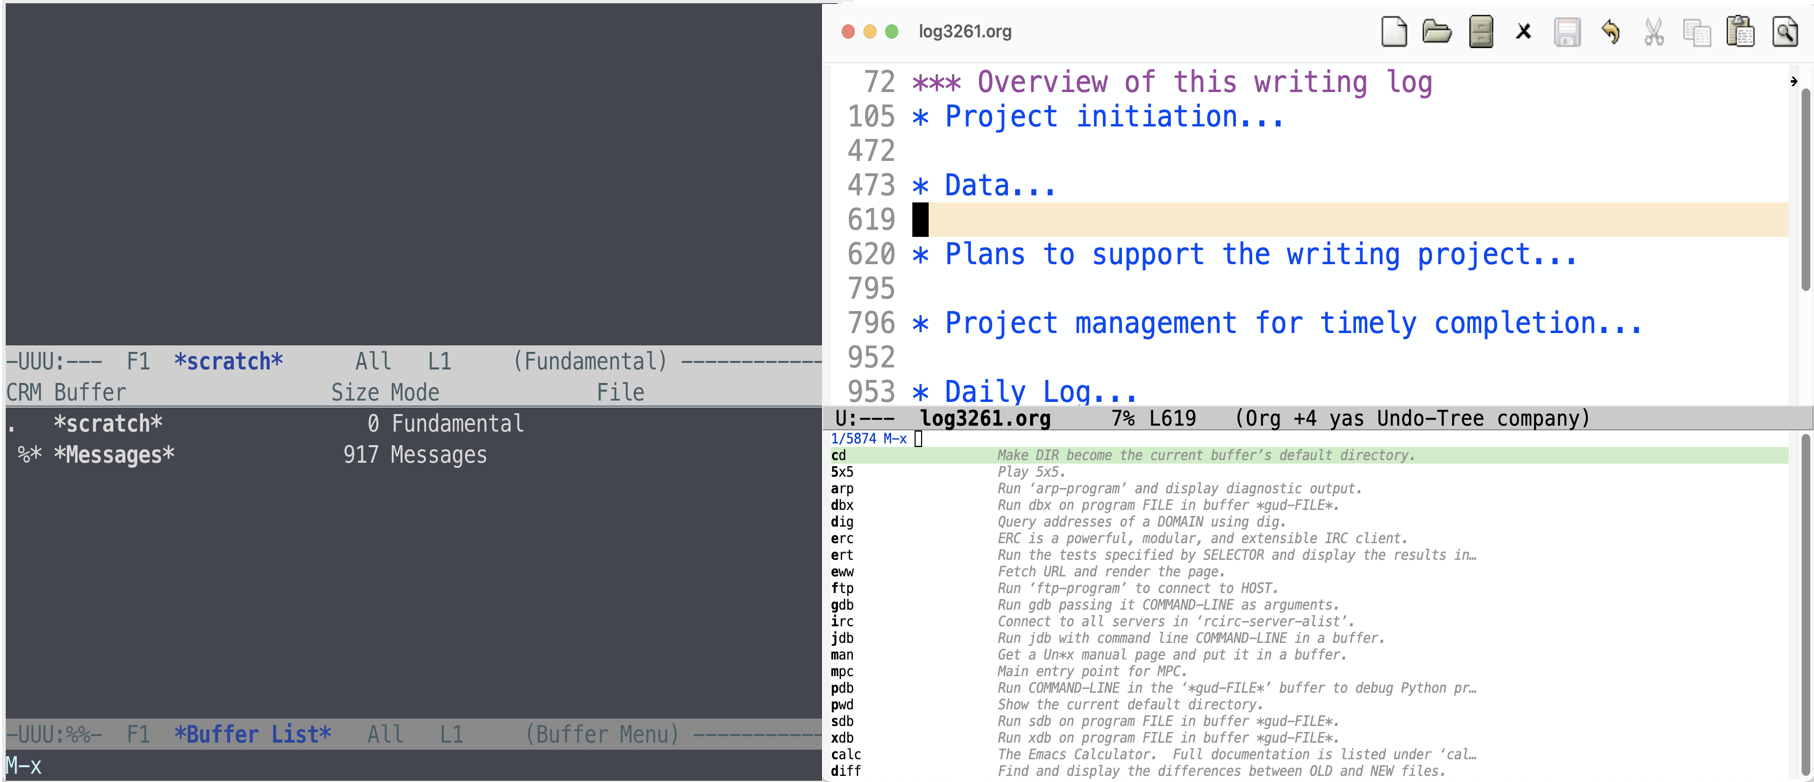 -UUU:---  F1  *scratch*      All   L1     (Fundamental) ------------
CRM Buffer                Size Mode             File
.   *scratch*                0 Fundamental
 %* *Messages*             917 Messages
-UUU:%%-  F1  *Buffer List*   All   L1     (Buffer Menu) -----------
M-x
log3261.org
72 *** Overview of this writing log
105 * Project initiation...
472
473 * Data...
619
620 * Plans to support the writing project...
795
796 * Project management for timely completion...
952
953 * Daily Log...
U:---  log3261.org     7% L619   (Org +4 yas Undo-Tree company)
1/5874 M-x
cd Make DIR become the current buffer’s default directory.
5x5 Play 5x5.
arp Run ‘arp-program’ and display diagnostic output.
dbx Run dbx on program FILE in buffer *gud-FILE*.
dig Query addresses of a DOMAIN using dig.
erc ERC is a powerful, modular, and extensible IRC client.
ert Run the tests specified by SELECTOR and display the results in…
eww Fetch URL and render the page.
ftp Run ‘ftp-program’ to connect to HOST.
gdb Run gdb passing it COMMAND-LINE as arguments.
irc Connect to all servers in ‘rcirc-server-alist’.
jdb Run jdb with command line COMMAND-LINE in a buffer.
man Get a Un*x manual page and put it in a buffer.
mpc Main entry point for MPC.
pdb Run COMMAND-LINE in the ‘*gud-FILE*’ buffer to debug Python pr…
pwd Show the current default directory.
sdb Run sdb on program FILE in buffer *gud-FILE*.
xdb Run xdb on program FILE in buffer *gud-FILE*.
calc The Emacs Calculator.  Full documentation is listed under ‘cal…
diff Find and display the differences between OLD and NEW files.